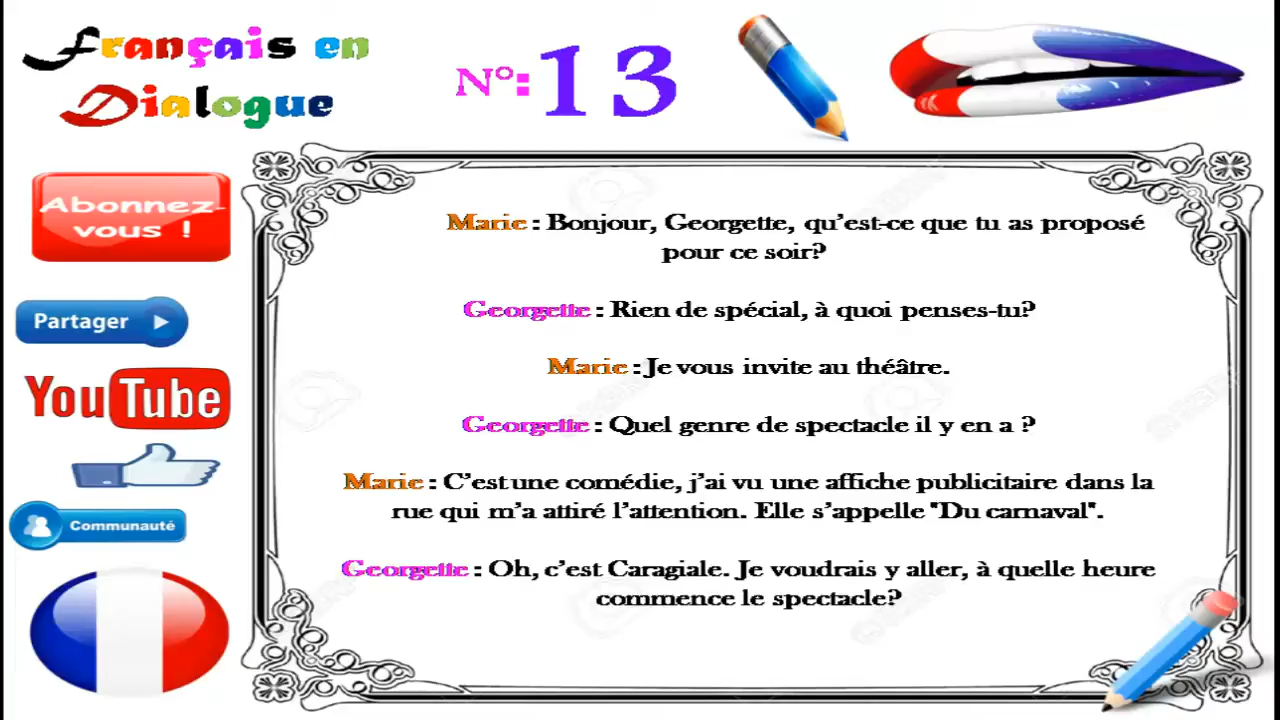 Français en
Dialogue
N°:13
Abonnez-
vous !
Partager
YouTube
Communauté
Marie : Bonjour, Georgette, qu’est-ce que tu as proposé
pour ce soir?
Georgette : Rien de spécial, à quoi penses-tu?
Marie : Je vous invite au théâtre.
Georgette : Quel genre de spectacle il y en a ?
Marie : C’est une comédie, j’ai vu une affiche publicitaire dans la
rue qui m’a attiré l’attention. Elle s’appelle "Du carnaval".
Georgette : Oh, c’est Caragiale. Je voudrais y aller, à quelle heure
commence le spectacle?